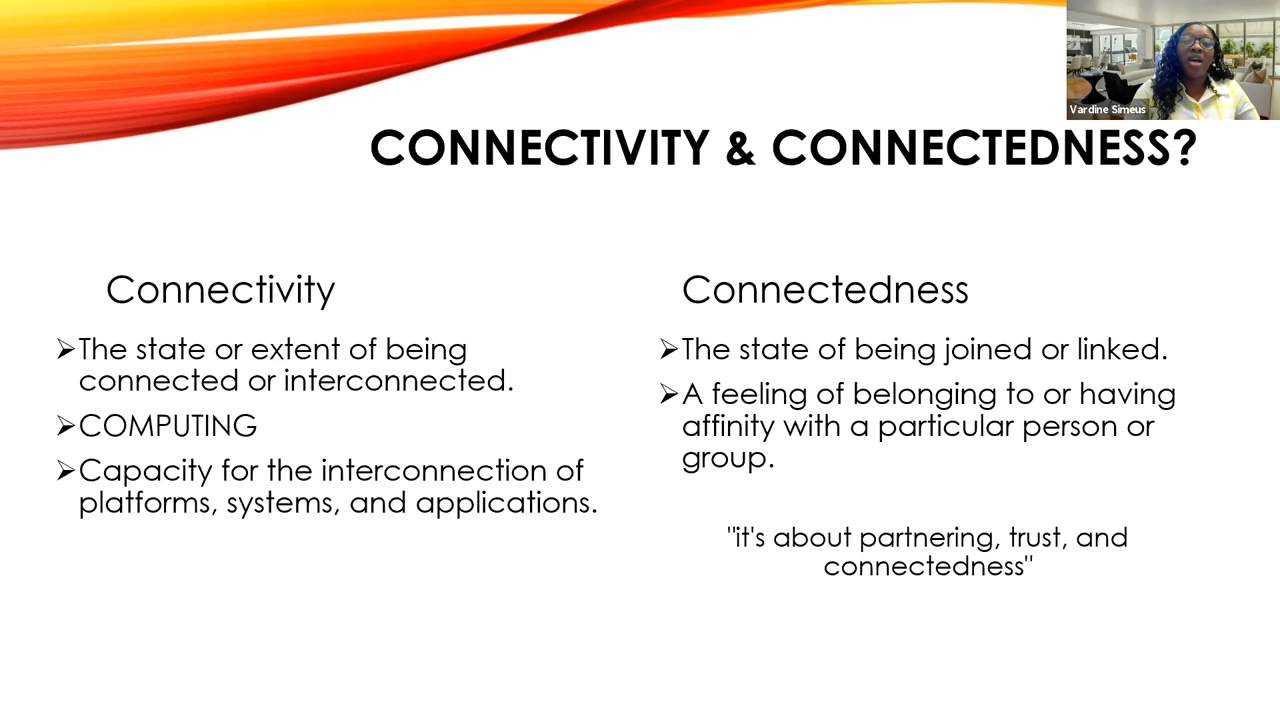 Vardine Simeus
CONNECTIVITY & CONNECTEDNESS?
Connectivity
➢The state or extent of being
connected or interconnected.
➢COMPUTING
➢Capacity for the interconnection of
platforms, systems, and applications.
Connectedness
➢The state of being joined or linked.
➢A feeling of belonging to or having
affinity with a particular person or
group.
"it's about partnering, trust, and
connectedness"